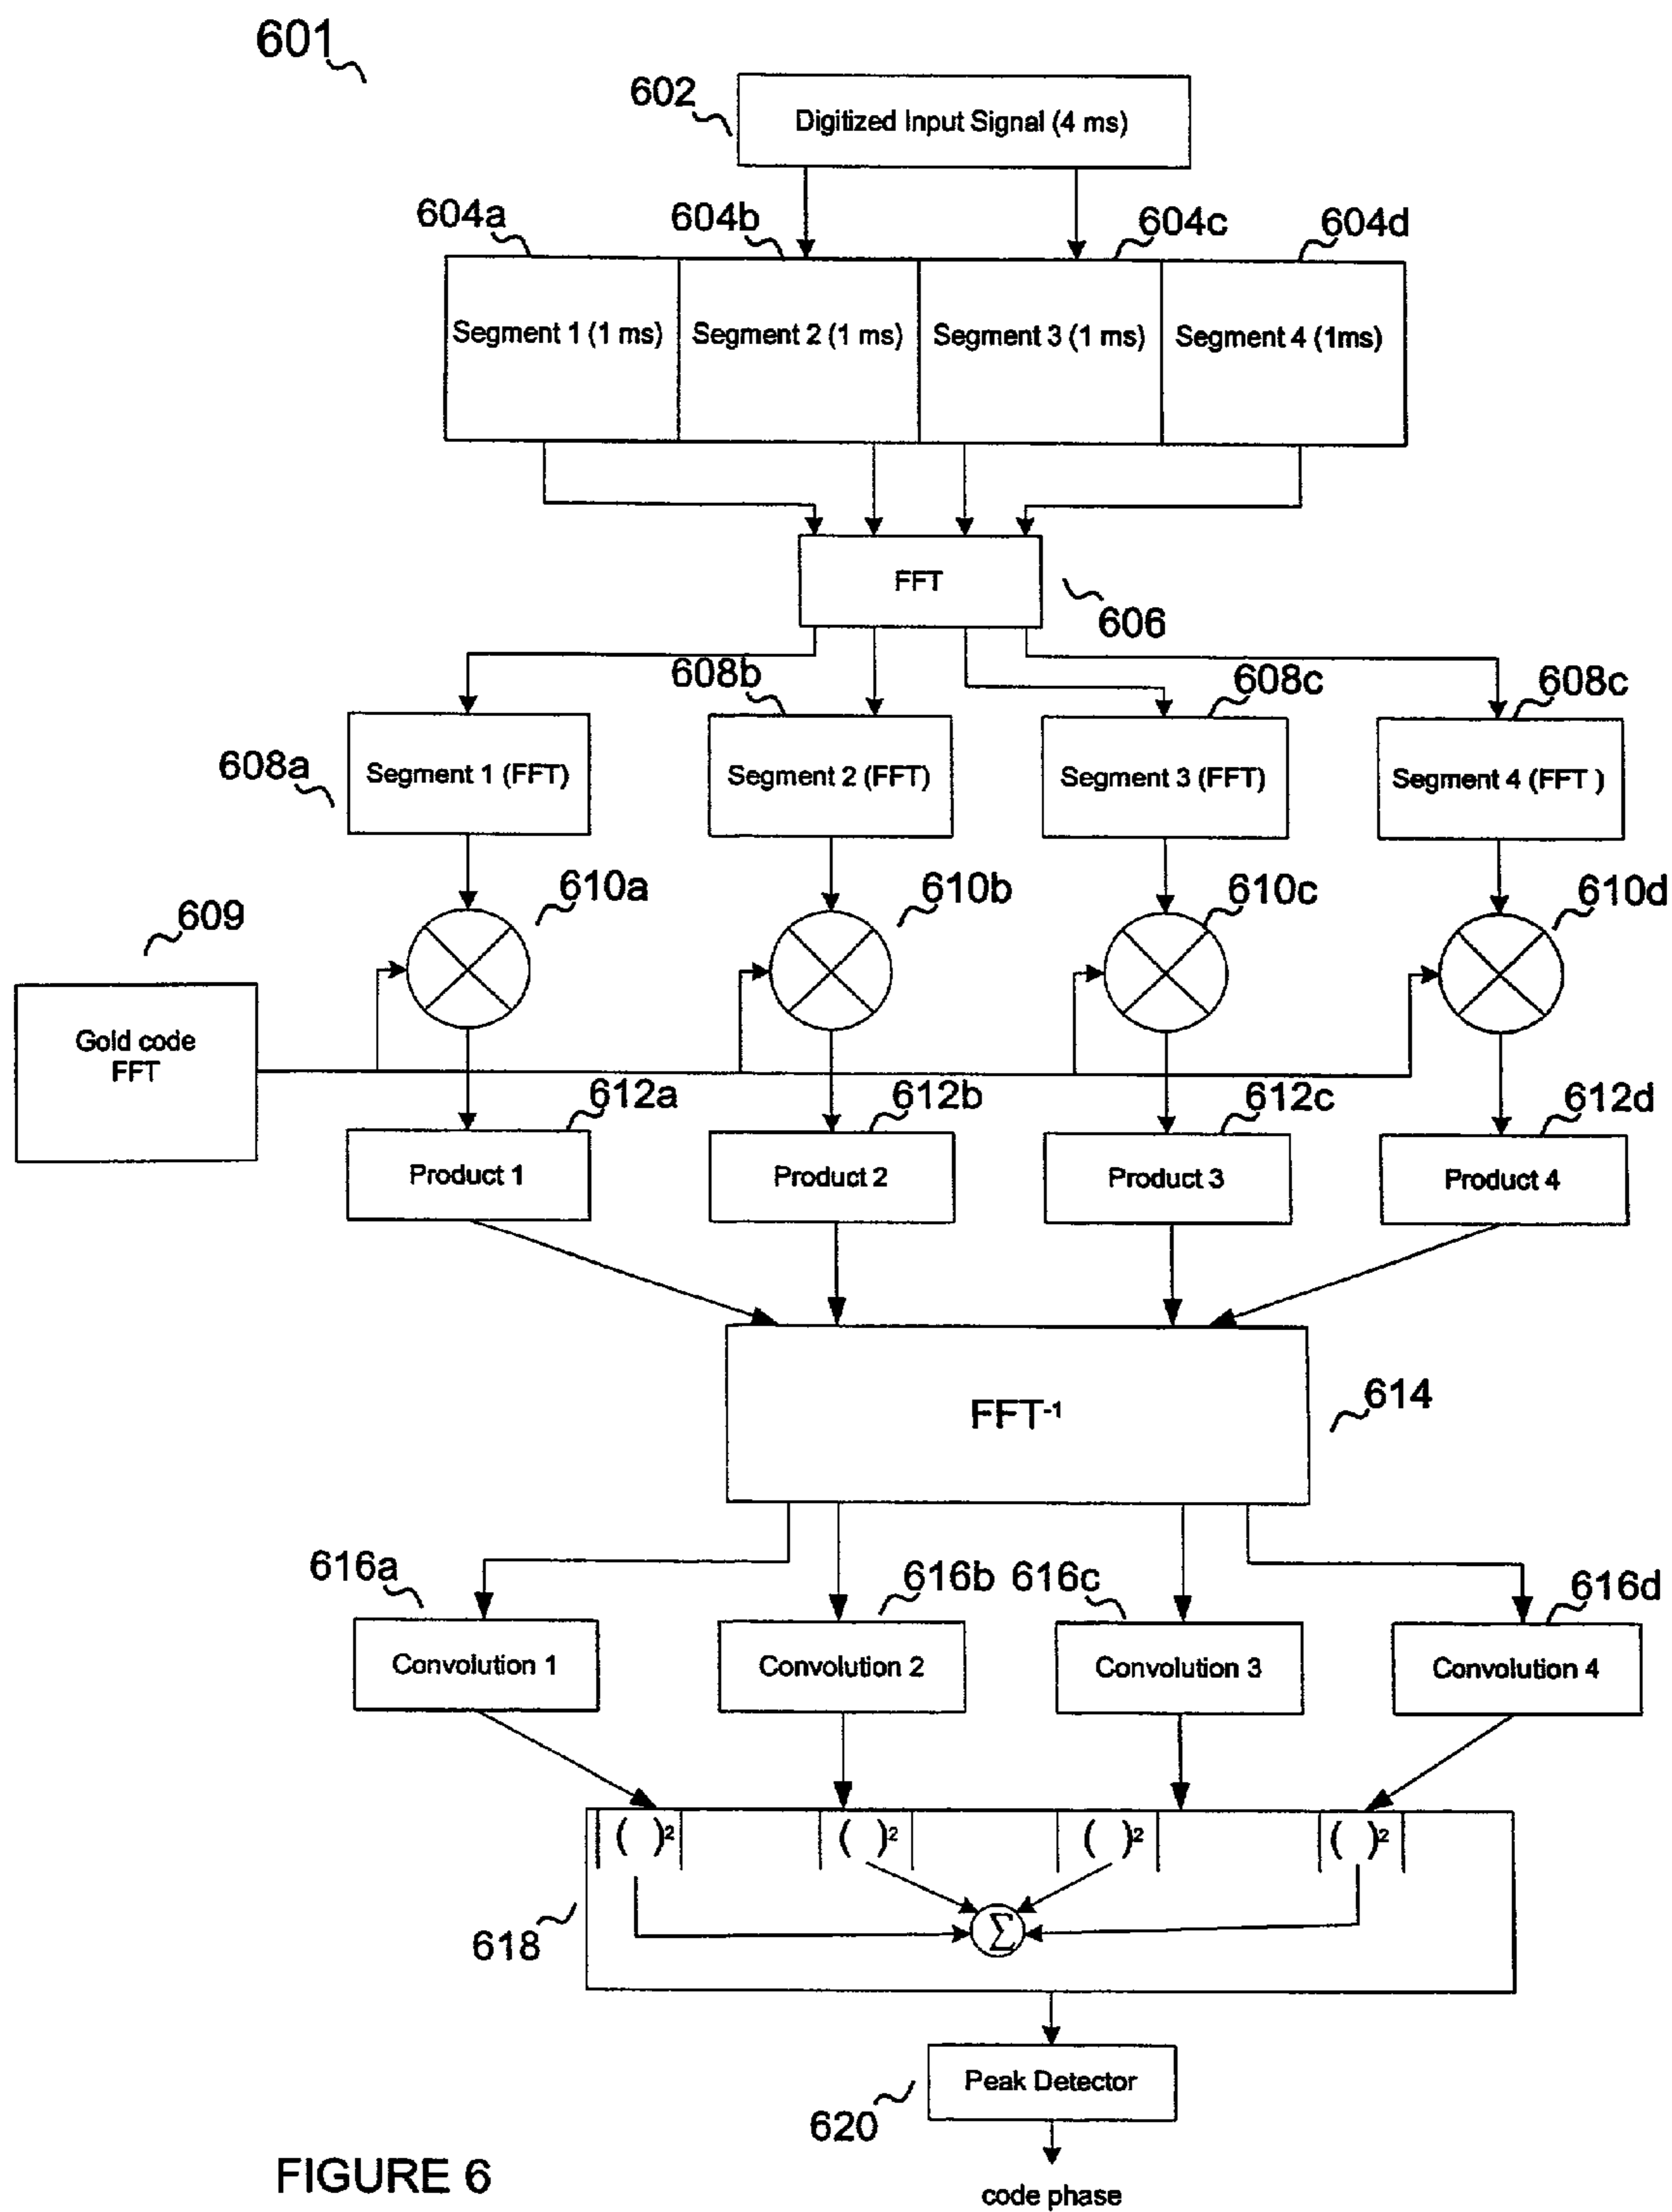 601
602
Digitized Input Signal (4 ms)
604a
604b
604c
604d
Segment 1 (1 ms)
Segment 2 (1 ms)
Segment 3 (1 ms)
Segment 4 (1ms)
FFT
606
608a
608b
608c
608c
Segment 1 (FFT)
Segment 2 (FFT)
Segment 3 (FFT)
Segment 4 (FFT )
609
610a
610b
610c
610d
Gold code
FFT
612a
612b
612c
612d
Product 1
Product 2
Product 3
Product 4
FFT⁻¹
614
616a
616b
616c
616d
Convolution 1
Convolution 2
Convolution 3
Convolution 4
|( )²|
|( )²|
|( )²|
|( )²|
Σ
618
Peak Detector
620
code phase
FIGURE 6